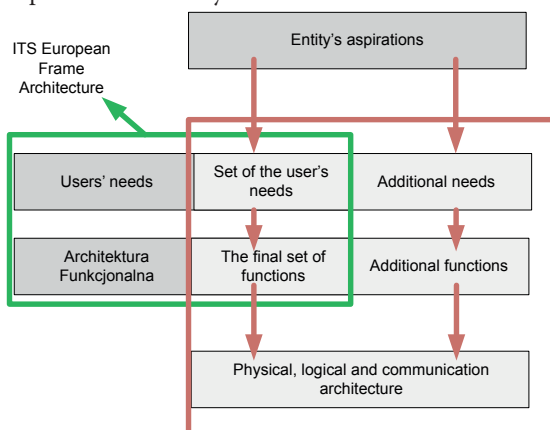 Entity's aspirations
ITS European
Frame
Architecture
Users' needs
Set of the user's
needs
Additional needs
Architektura
Funkcjonalna
The final set of
functions
Additional functions
Physical, logical and communication
architecture